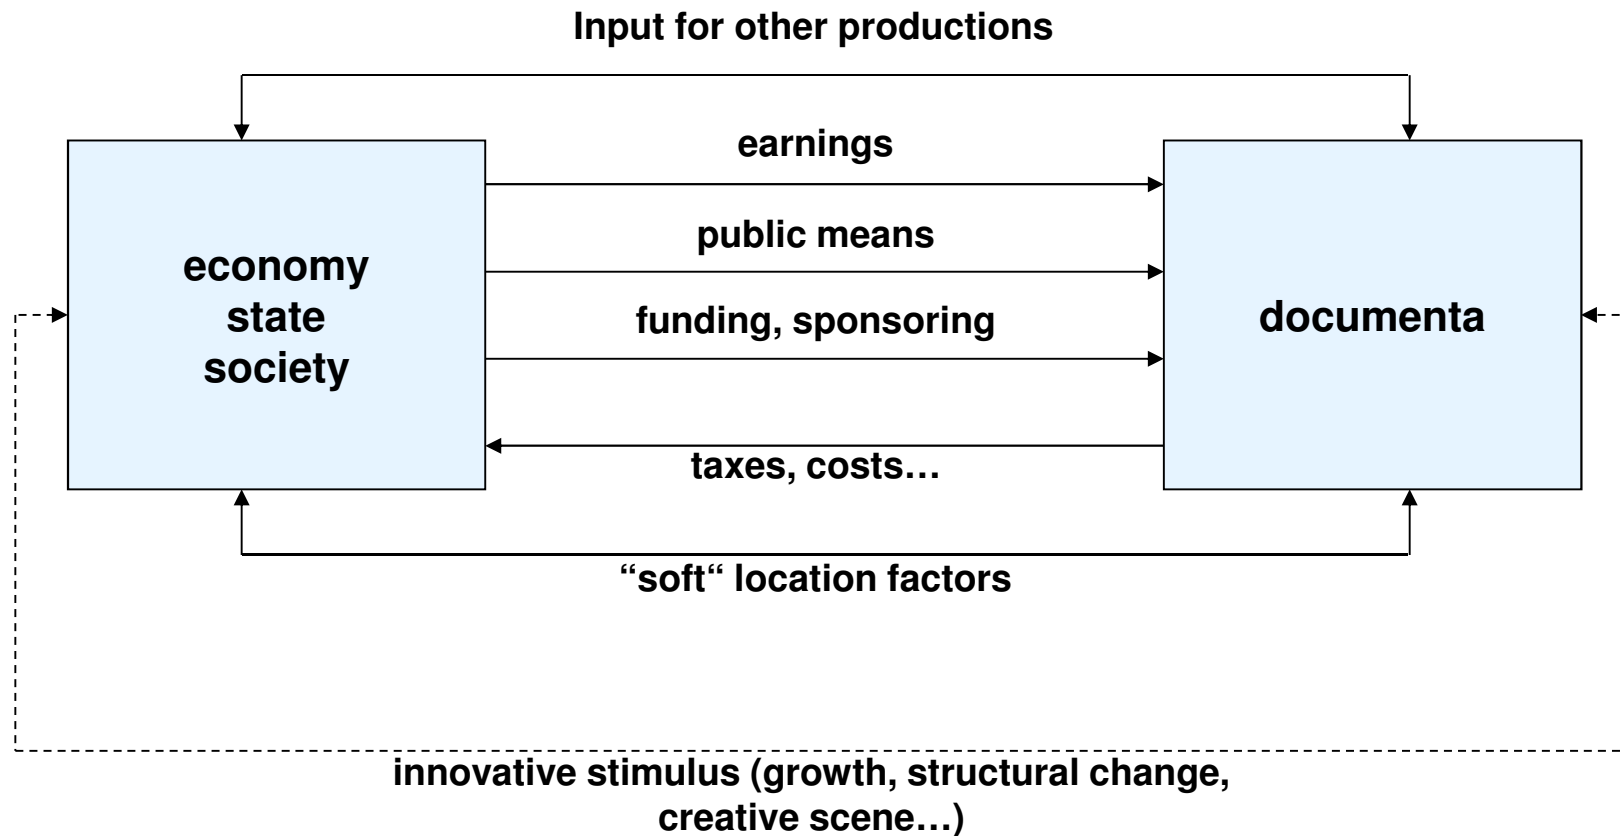 Input for other productions
earnings
public means
economy
state
society
funding, sponsoring
documenta
taxes, costs…
“soft“ location factors
innovative stimulus (growth, structural change,
creative scene…)